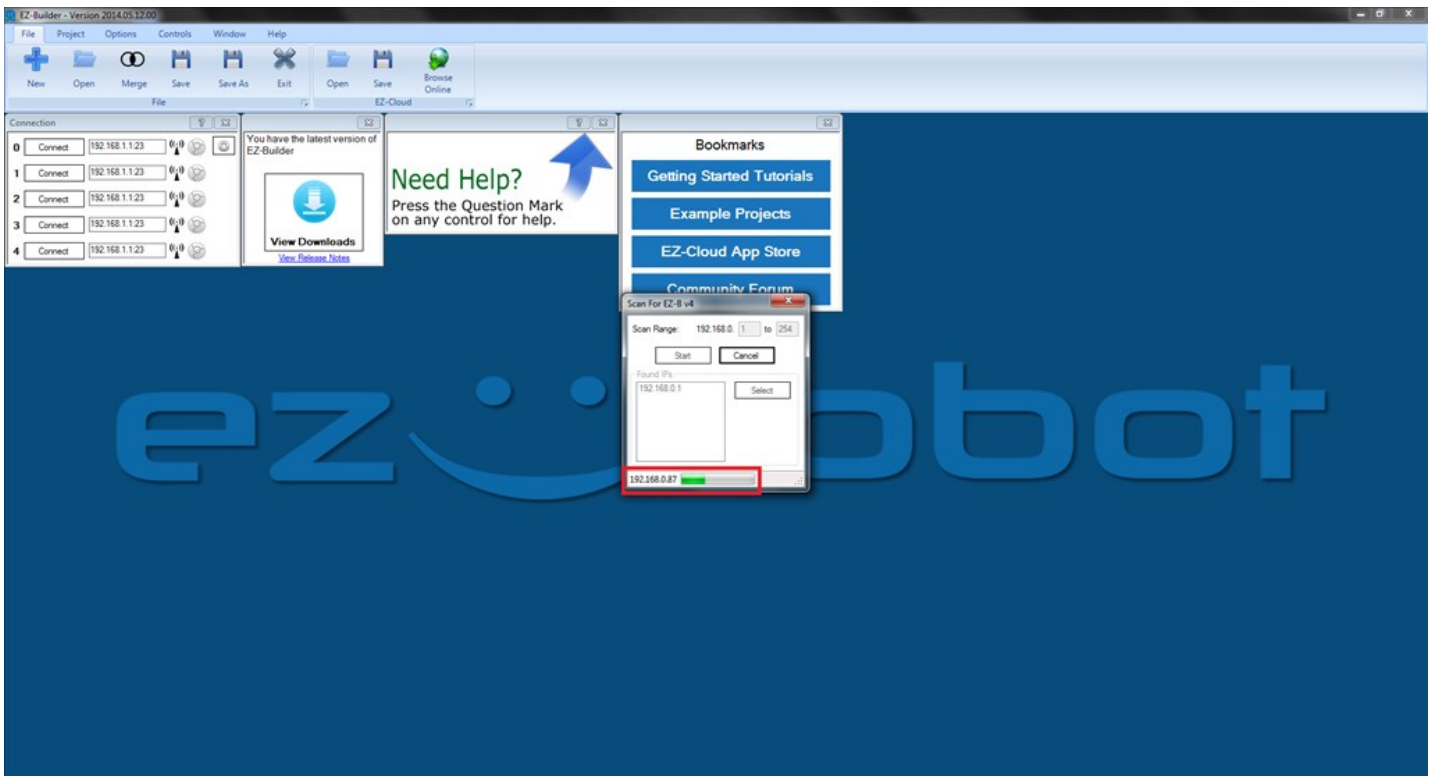 EZ-Builder - Version 2014.05.12.00
File Project Options Controls Window Help
New Open Merge Save Save As Exit Open Save Browse Online
File EZ-Cloud
Connection
0 Connect 192.168.1.1:23
1 Connect 192.168.1.1:23
2 Connect 192.168.1.1:23
3 Connect 192.168.1.1:23
4 Connect 192.168.1.1:23
You have the latest version of
EZ-Builder
View Downloads
View Release Notes
Need Help?
Press the Question Mark
on any control for help.
Bookmarks
Getting Started Tutorials
Example Projects
EZ-Cloud App Store
Community Forum
Scan For EZ-B v4
Scan Range: 192.168.0. 1 to 254
Start Cancel
Found IPs
192.168.0.1 Select
192.168.0.87
ez robot